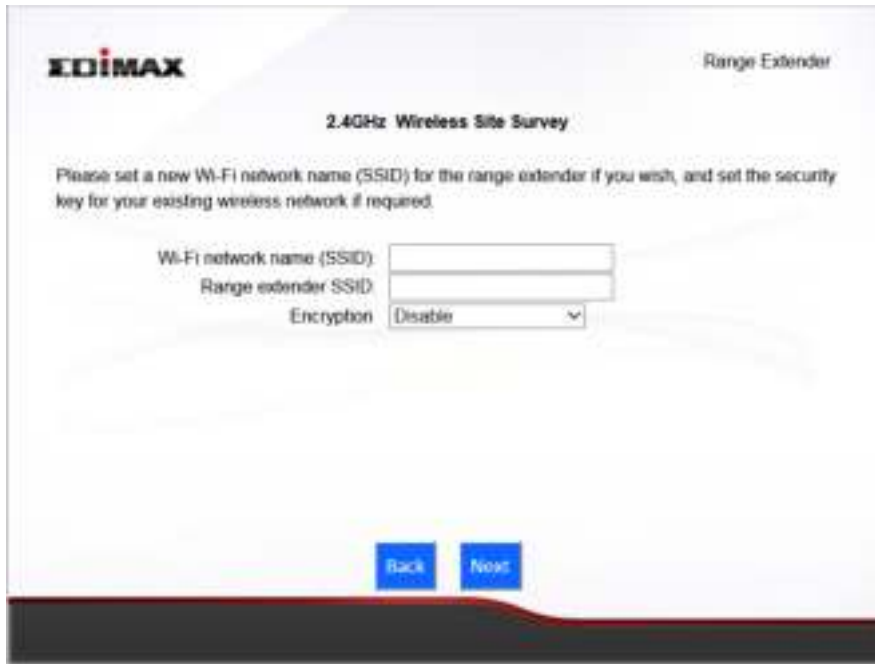 EDIMAX
Range Extender
2.4GHz Wireless Site Survey
Please set a new Wi-Fi network name (SSID) for the range extender if you wish, and set the security
key for your existing wireless network if required.
Wi-Fi network name (SSID)
Range extender SSID
Encryption Disable
Back Next